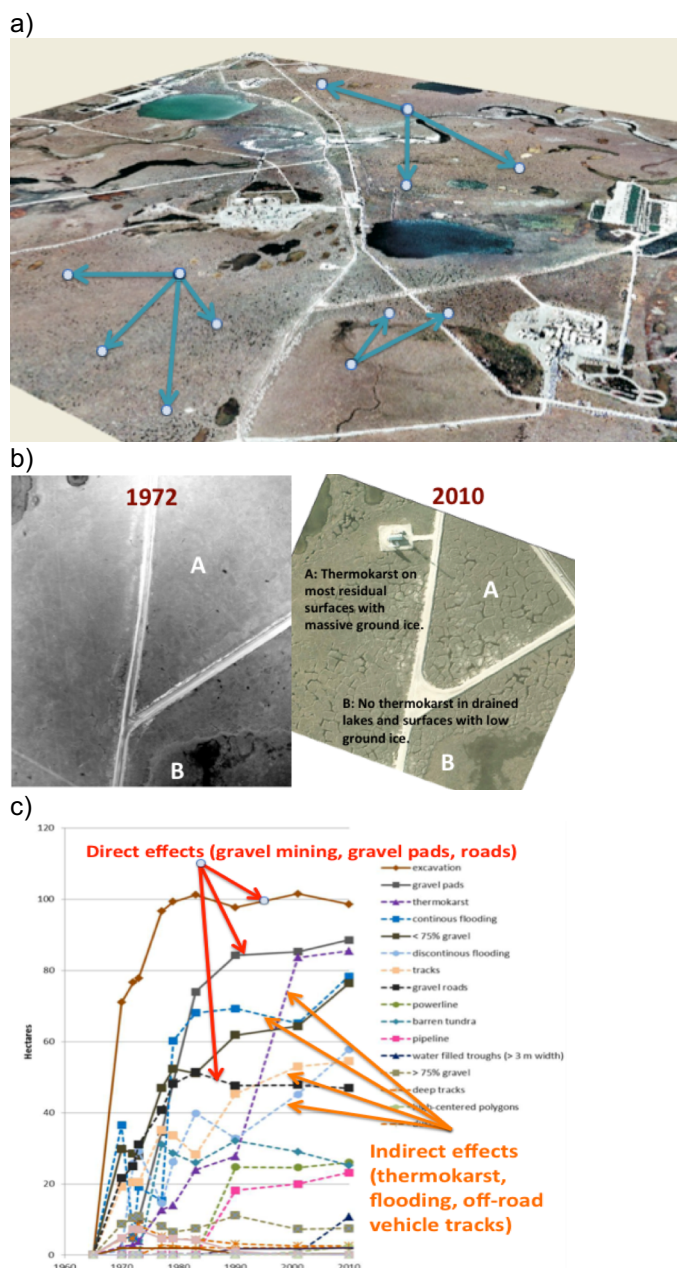 a)
b)
1972
2010
A
B
A: Thermokarst on
most residual
surfaces with
massive ground ice.
A
B: No thermokarst in drained
lakes and surfaces with low
ground ice.
B
c)
120
100
80
60
40
20
0
Hectares
1960
1970
1980
1990
2000
2010
Direct effects (gravel mining, gravel pads, roads)
excavation
gravel pads
thermokarst
continous flooding
< 75% gravel
discontinous flooding
tracks
gravel roads
powerline
barren tundra
pipeline
water filled troughs (> 3 m width)
> 75% gravel
deep tracks
-centered polygons
Indirect effects
(thermokarst,
flooding, off-road
vehicle tracks)